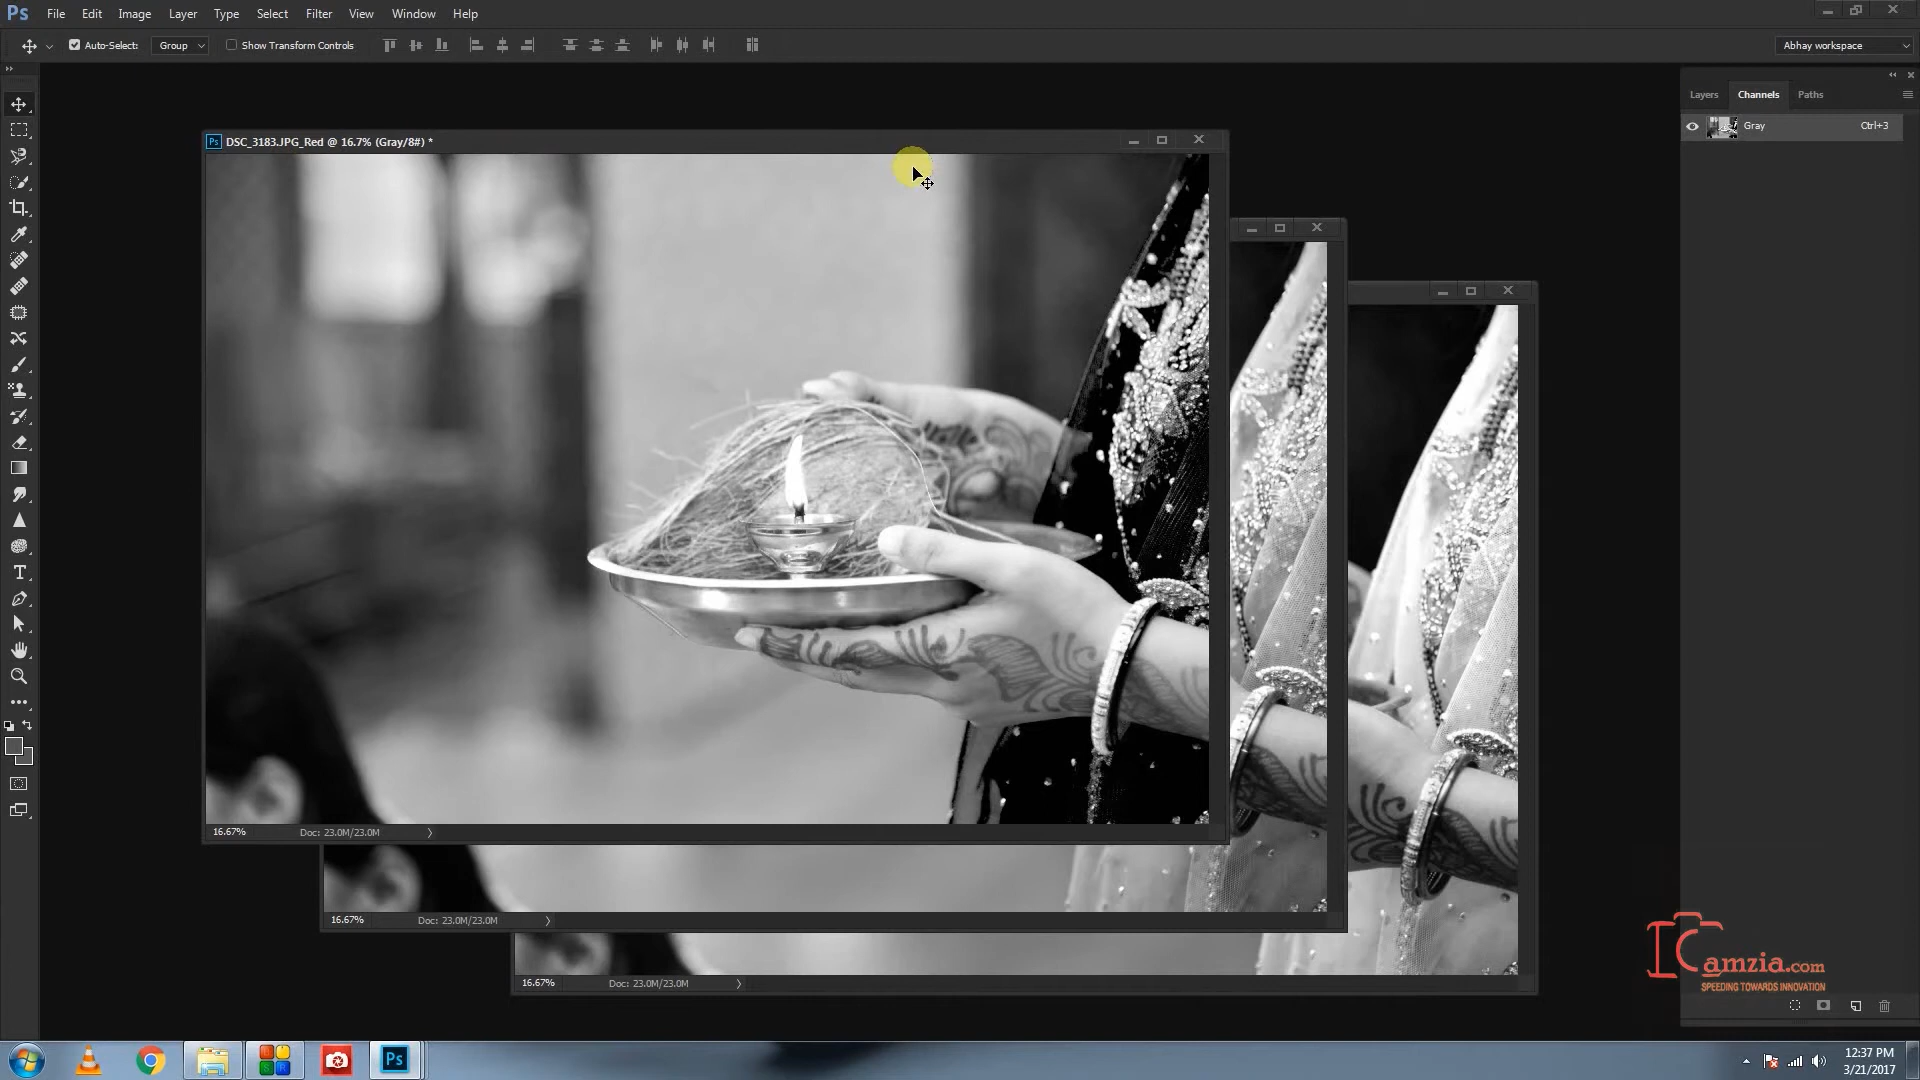 Ps File Edit Image Layer Type Select Filter View Window Help
Auto-Select: Group Show Transform Controls Abhay workspace
Layers Channels Paths
Gray Ctrl+3
Ps DSC_3183.JPG_Red @ 16.7% (Gray/8#) *
16.67% Doc: 23.0M/23.0M
16.67% Doc: 23.0M/23.0M
16.67% Doc: 23.0M/23.0M
Camzia.com
SPEEDING TOWARDS INNOVATION
Ps
12:37 PM
3/21/2017